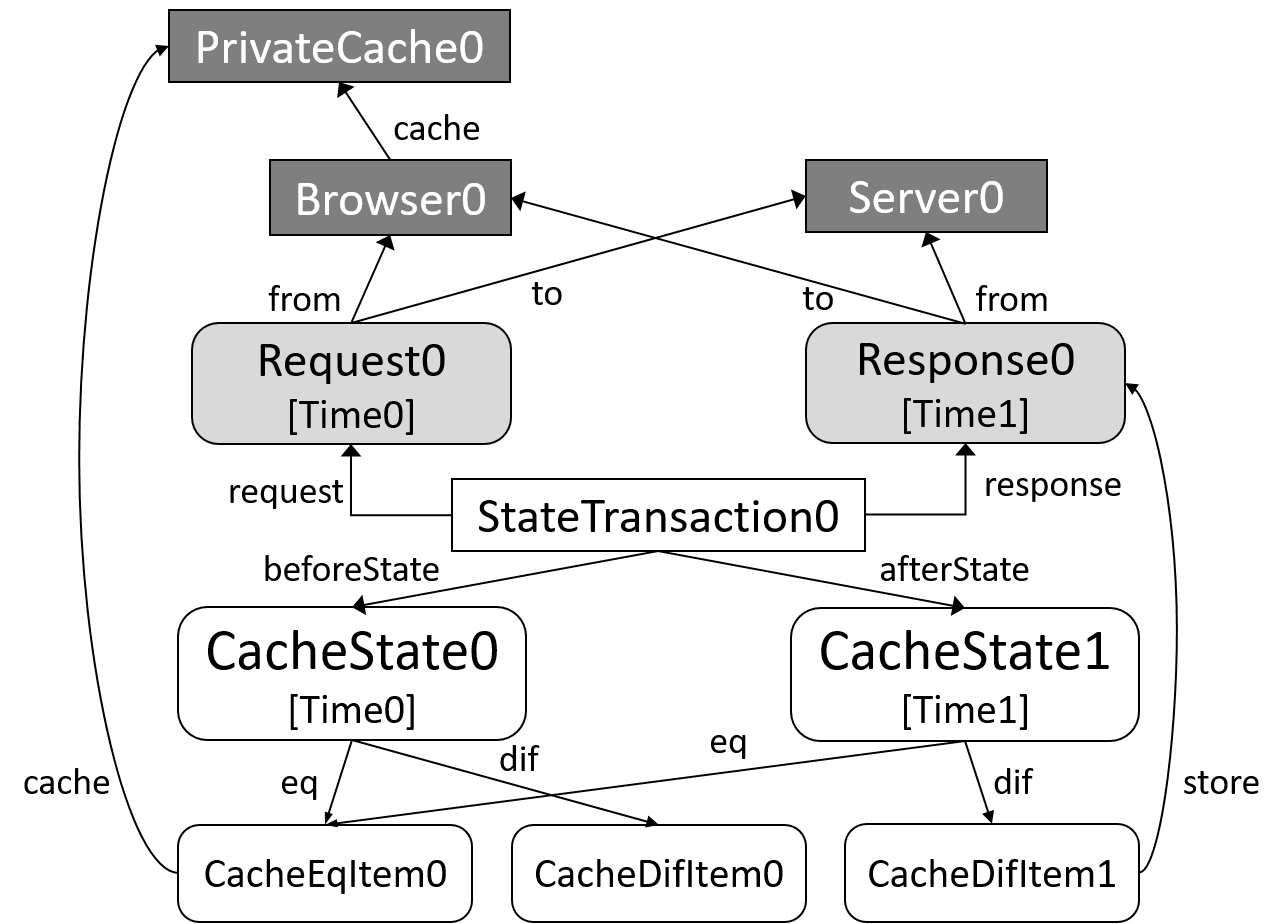 PrivateCache0
cache
Browser0
Server0
from
to
to
from
Request0
[Time0]
Response0
[Time1]
request
response
StateTransaction0
beforeState
afterState
CacheState0
[Time0]
CacheState1
[Time1]
cache
eq
dif
eq
dif
store
CacheEqItem0
CacheDifItem0
CacheDifItem1